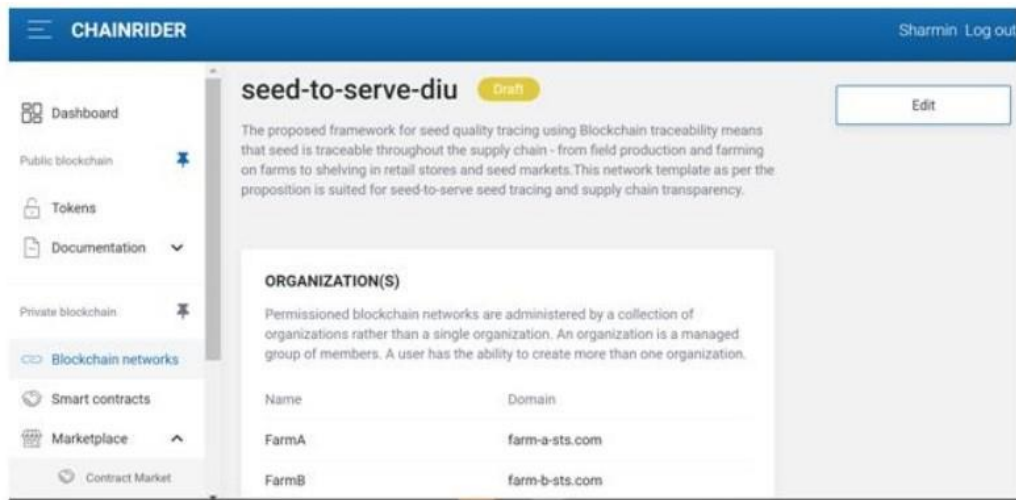 CHAINRIDER
Sharmin Log out
Dashboard
Public blockchain
Tokens
Documentation
Private blockchain
Blockchain networks
Smart contracts
Marketplace
Contract Market
seed-to-serve-diu Draft
Edit
The proposed framework for seed quality tracing using Blockchain traceability means
that seed is traceable throughout the supply chain - from field production and farming
on farms to shelving in retail stores and seed markets.This network template as per the
proposition is suited for seed-to-serve seed tracing and supply chain transparency.
ORGANIZATION(S)
Permissioned blockchain networks are administered by a collection of
organizations rather than a single organization. An organization is a managed
group of members. A user has the ability to create more than one organization.
Name Domain
FarmA farm-a-sts.com
FarmB farm-b-sts.com